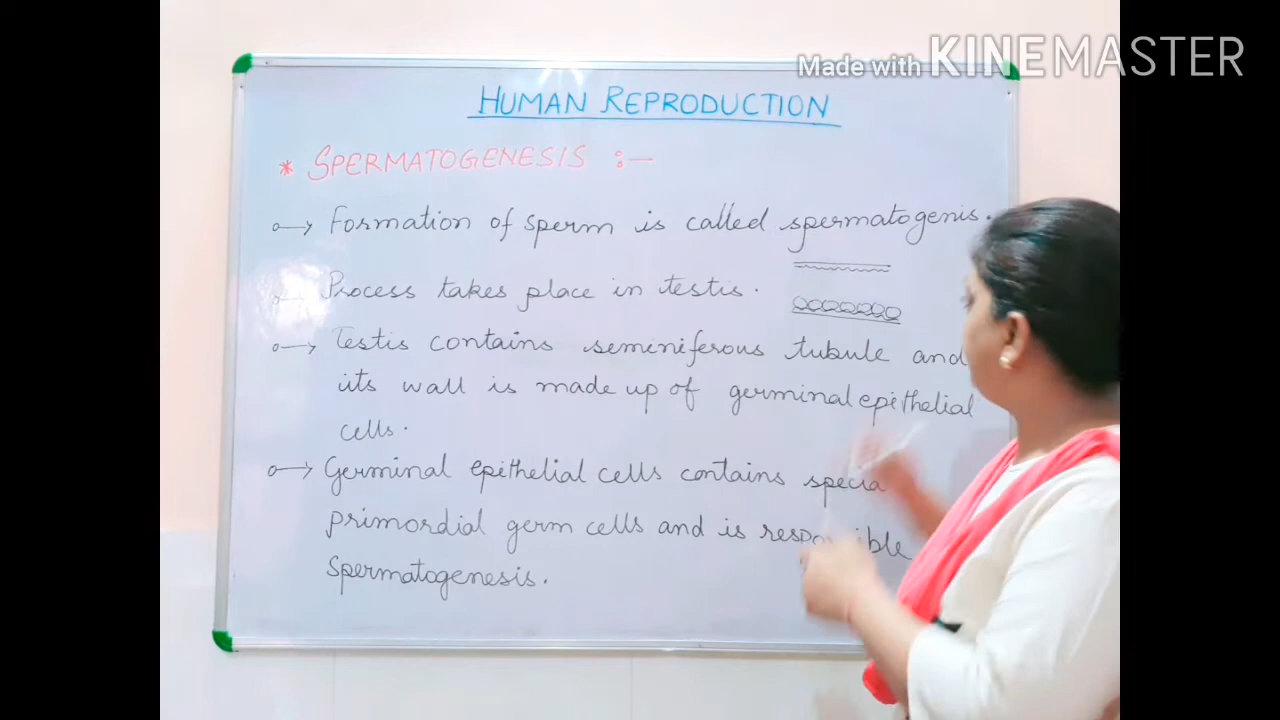 Made with KINEMASTER
HUMAN REPRODUCTION
* SPERMATOGENESIS :-
Formation of sperm is called spermatogenis.
Process takes place in testis.
Testis contains seminiferous tubule and
its wall is made up of germinal epithelial
cells.
Germinal epithelial cells contains
primordial germ cells and is responsible
spermatogenesis.